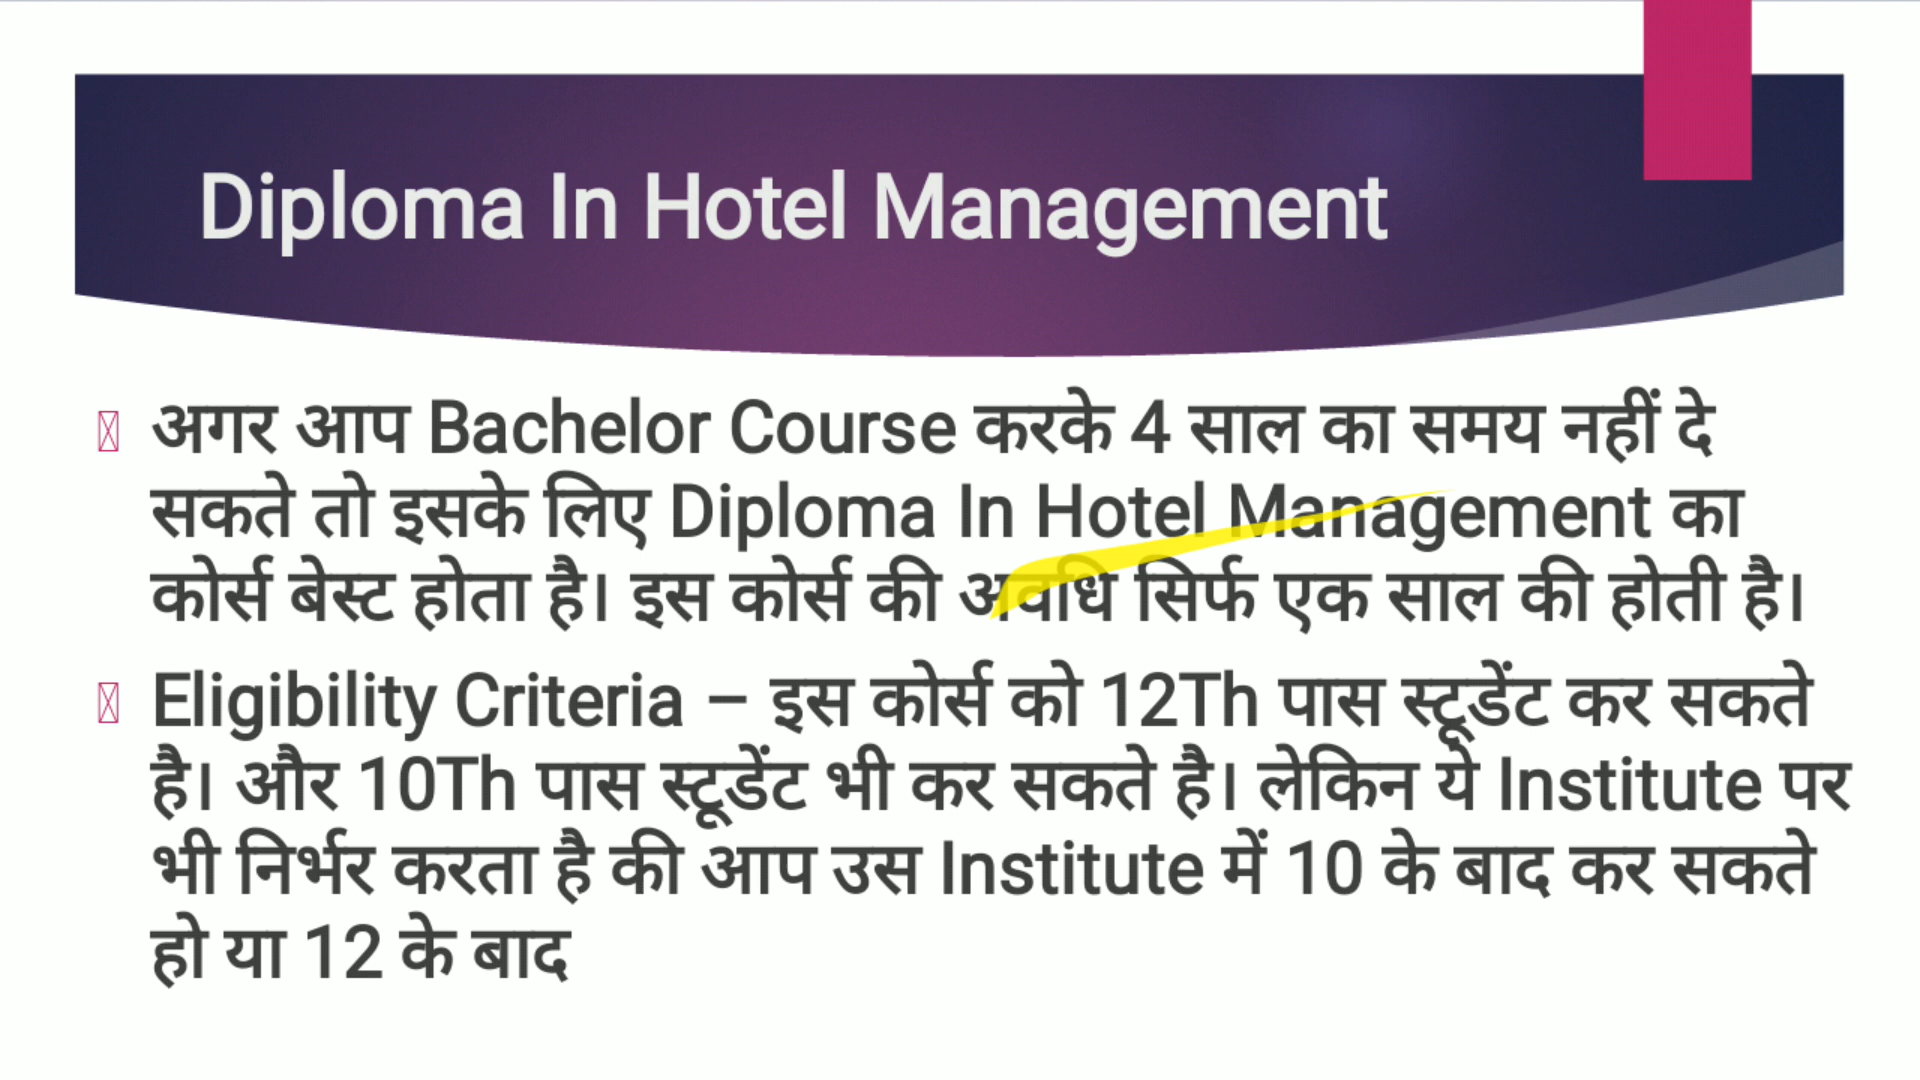 Diploma In Hotel Management
अगर आप Bachelor Course करके 4 साल का समय नहीं दे
सकते तो इसके लिए Diploma In Hotel Management का
कोर्स बेस्ट होता है। इस कोर्स की अवधि सिर्फ एक साल की होती है।
Eligibility Criteria – इस कोर्स को 12Th पास स्टूडेंट कर सकते
है। और 10Th पास स्टूडेंट भी कर सकते है। लेकिन ये Institute पर
भी निर्भर करता है की आप उस Institute में 10 के बाद कर सकते
हो या 12 के बाद